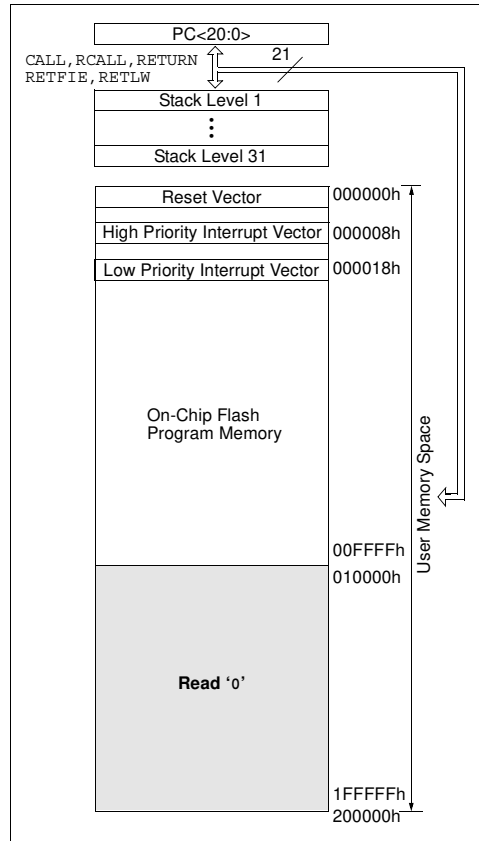 PC<20:0>
CALL,RCALL,RETURN
RETFIE,RETLW
21
Stack Level 1
Stack Level 31
Reset Vector
000000h
High Priority Interrupt Vector
000008h
Low Priority Interrupt Vector
000018h
On-Chip Flash
Program Memory
User Memory Space
00FFFFh
010000h
Read ‘0’
1FFFFFh
200000h